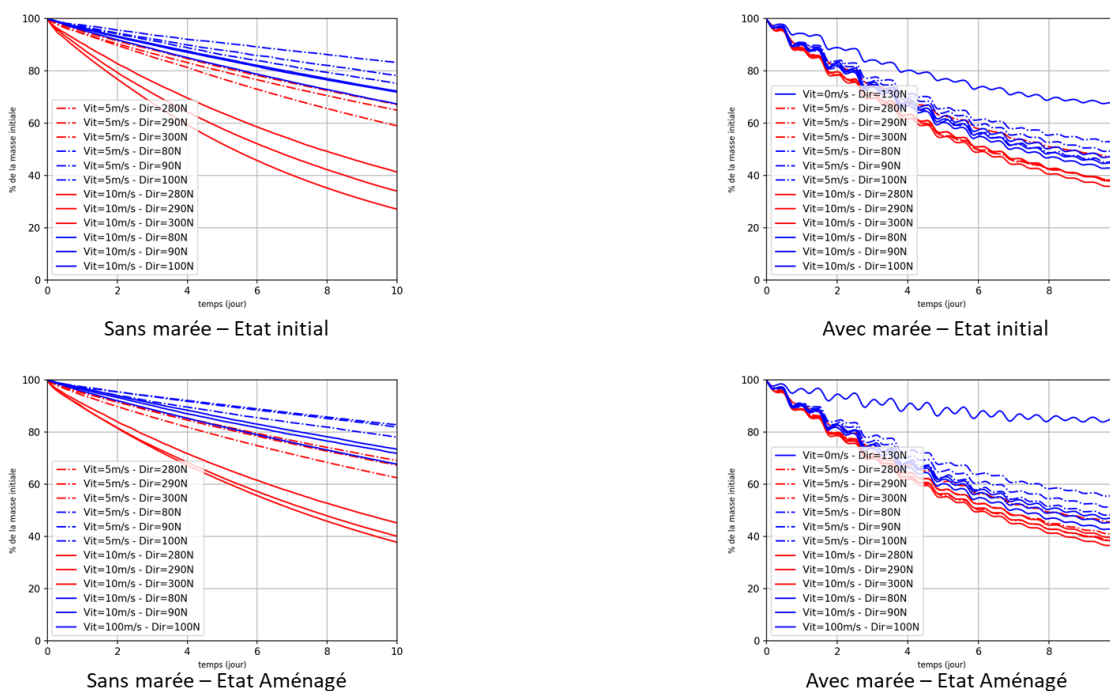 100
80
60
40
20
0
% de la masse initiale
Vit=5m/s - Dir=280N
Vit=5m/s - Dir=290N
Vit=5m/s - Dir=300N
Vit=5m/s - Dir=80N
Vit=5m/s - Dir=90N
Vit=5m/s - Dir=100N
Vit=10m/s - Dir=280N
Vit=10m/s - Dir=290N
Vit=10m/s - Dir=300N
Vit=10m/s - Dir=80N
Vit=10m/s - Dir=90N
Vit=10m/s - Dir=100N
0 2 4 6 8 10
temps (jour)
Sans marée – Etat initial
100
80
60
40
20
0
% de la masse initiale
Vit=0m/s - Dir=130N
Vit=5m/s - Dir=280N
Vit=5m/s - Dir=290N
Vit=5m/s - Dir=300N
Vit=5m/s - Dir=80N
Vit=5m/s - Dir=90N
Vit=5m/s - Dir=100N
Vit=10m/s - Dir=280N
Vit=10m/s - Dir=290N
Vit=10m/s - Dir=300N
Vit=10m/s - Dir=80N
Vit=10m/s - Dir=90N
Vit=10m/s - Dir=100N
0 2 4 6 8
temps (jour)
Avec marée – Etat initial
100
80
60
40
20
0
% de la masse initiale
Vit=5m/s - Dir=280N
Vit=5m/s - Dir=290N
Vit=5m/s - Dir=300N
Vit=5m/s - Dir=80N
Vit=5m/s - Dir=90N
Vit=5m/s - Dir=100N
Vit=10m/s - Dir=280N
Vit=10m/s - Dir=290N
Vit=10m/s - Dir=300N
Vit=10m/s - Dir=80N
Vit=10m/s - Dir=90N
Vit=100m/s - Dir=100N
0 2 4 6 8 10
temps (jour)
Sans marée – Etat Aménagé
100
80
60
40
20
0
% de la masse initiale
Vit=0m/s - Dir=130N
Vit=5m/s - Dir=280N
Vit=5m/s - Dir=290N
Vit=5m/s - Dir=300N
Vit=5m/s - Dir=80N
Vit=5m/s - Dir=90N
Vit=5m/s - Dir=100N
Vit=10m/s - Dir=280N
Vit=10m/s - Dir=290N
Vit=10m/s - Dir=300N
Vit=10m/s - Dir=80N
Vit=10m/s - Dir=90N
Vit=100m/s - Dir=100N
0 2 4 6 8
temps (jour)
Avec marée – Etat Aménagé